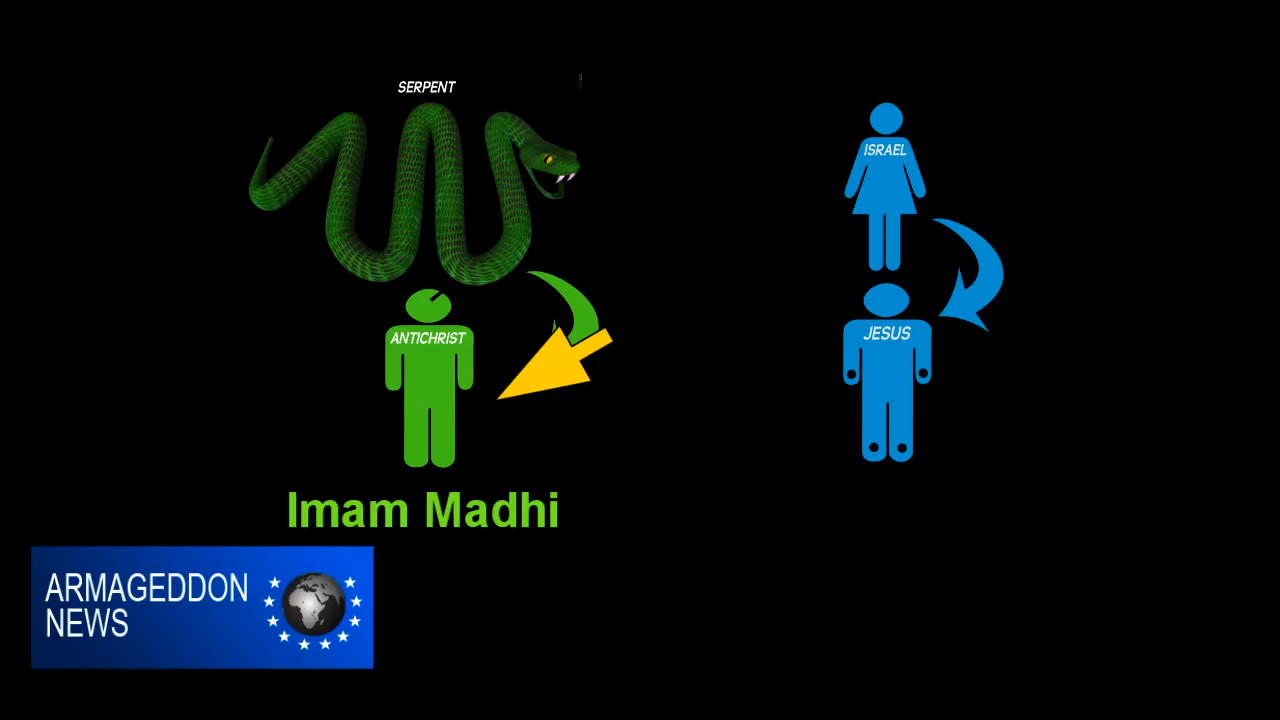 SERPENT
ISRAEL
ANTICHRIST
JESUS
Imam Madhi
ARMAGEDDON
NEWS